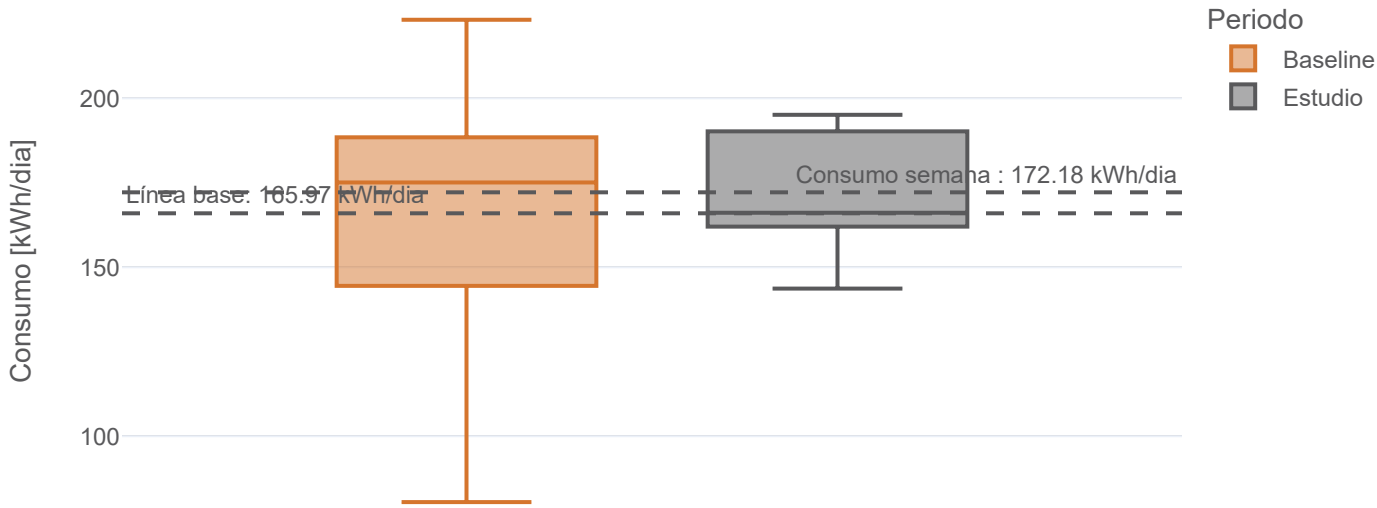 Periodo
Baseline
Estudio
Consumo [kWh/dia]
200
150
100
Línea base: 165.97 kWh/dia
Consumo semana : 172.18 kWh/dia